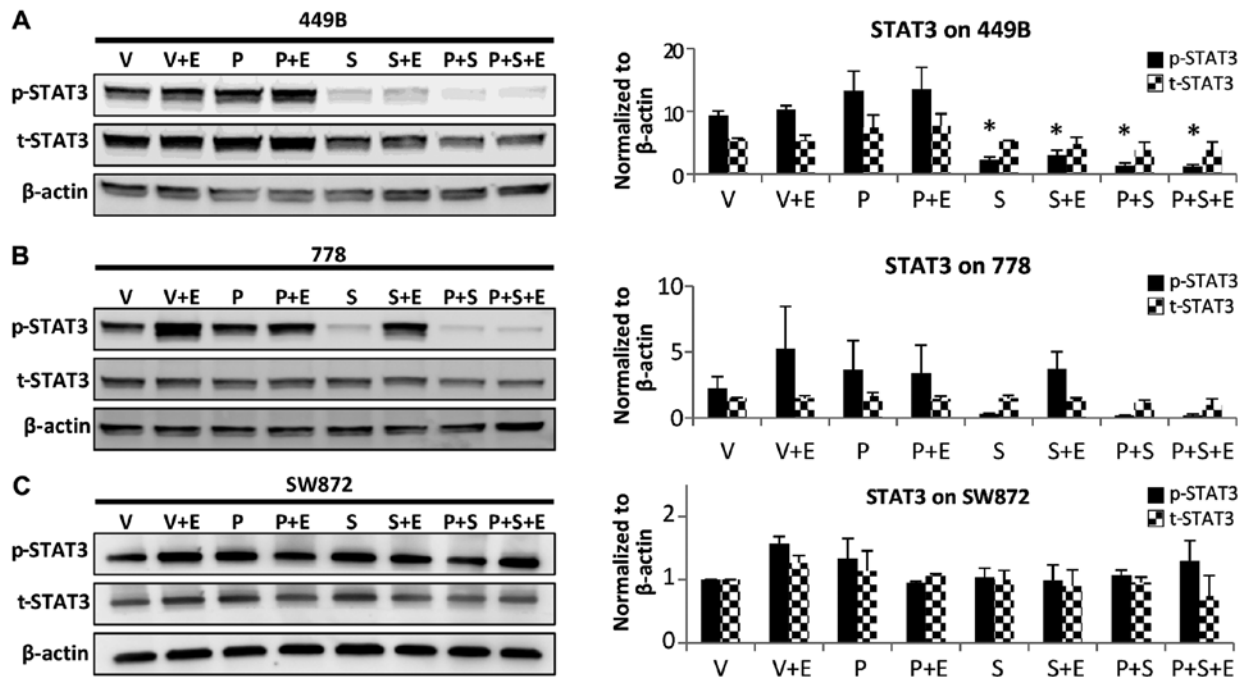 A
449B
V V+E P P+E S S+E P+S P+S+E
p-STAT3
t-STAT3
β-actin
STAT3 on 449B
p-STAT3
t-STAT3
Normalized to
β-actin
20
10
0
* * * *
V V+E P P+E S S+E P+S P+S+E
B
778
V V+E P P+E S S+E P+S P+S+E
p-STAT3
t-STAT3
β-actin
STAT3 on 778
p-STAT3
t-STAT3
Normalized to
β-actin
10
5
0
V V+E P P+E S S+E P+S P+S+E
C
SW872
V V+E P P+E S S+E P+S P+S+E
p-STAT3
t-STAT3
β-actin
STAT3 on SW872
p-STAT3
t-STAT3
Normalized to
β-actin
2
1
0
V V+E P P+E S S+E P+S P+S+E